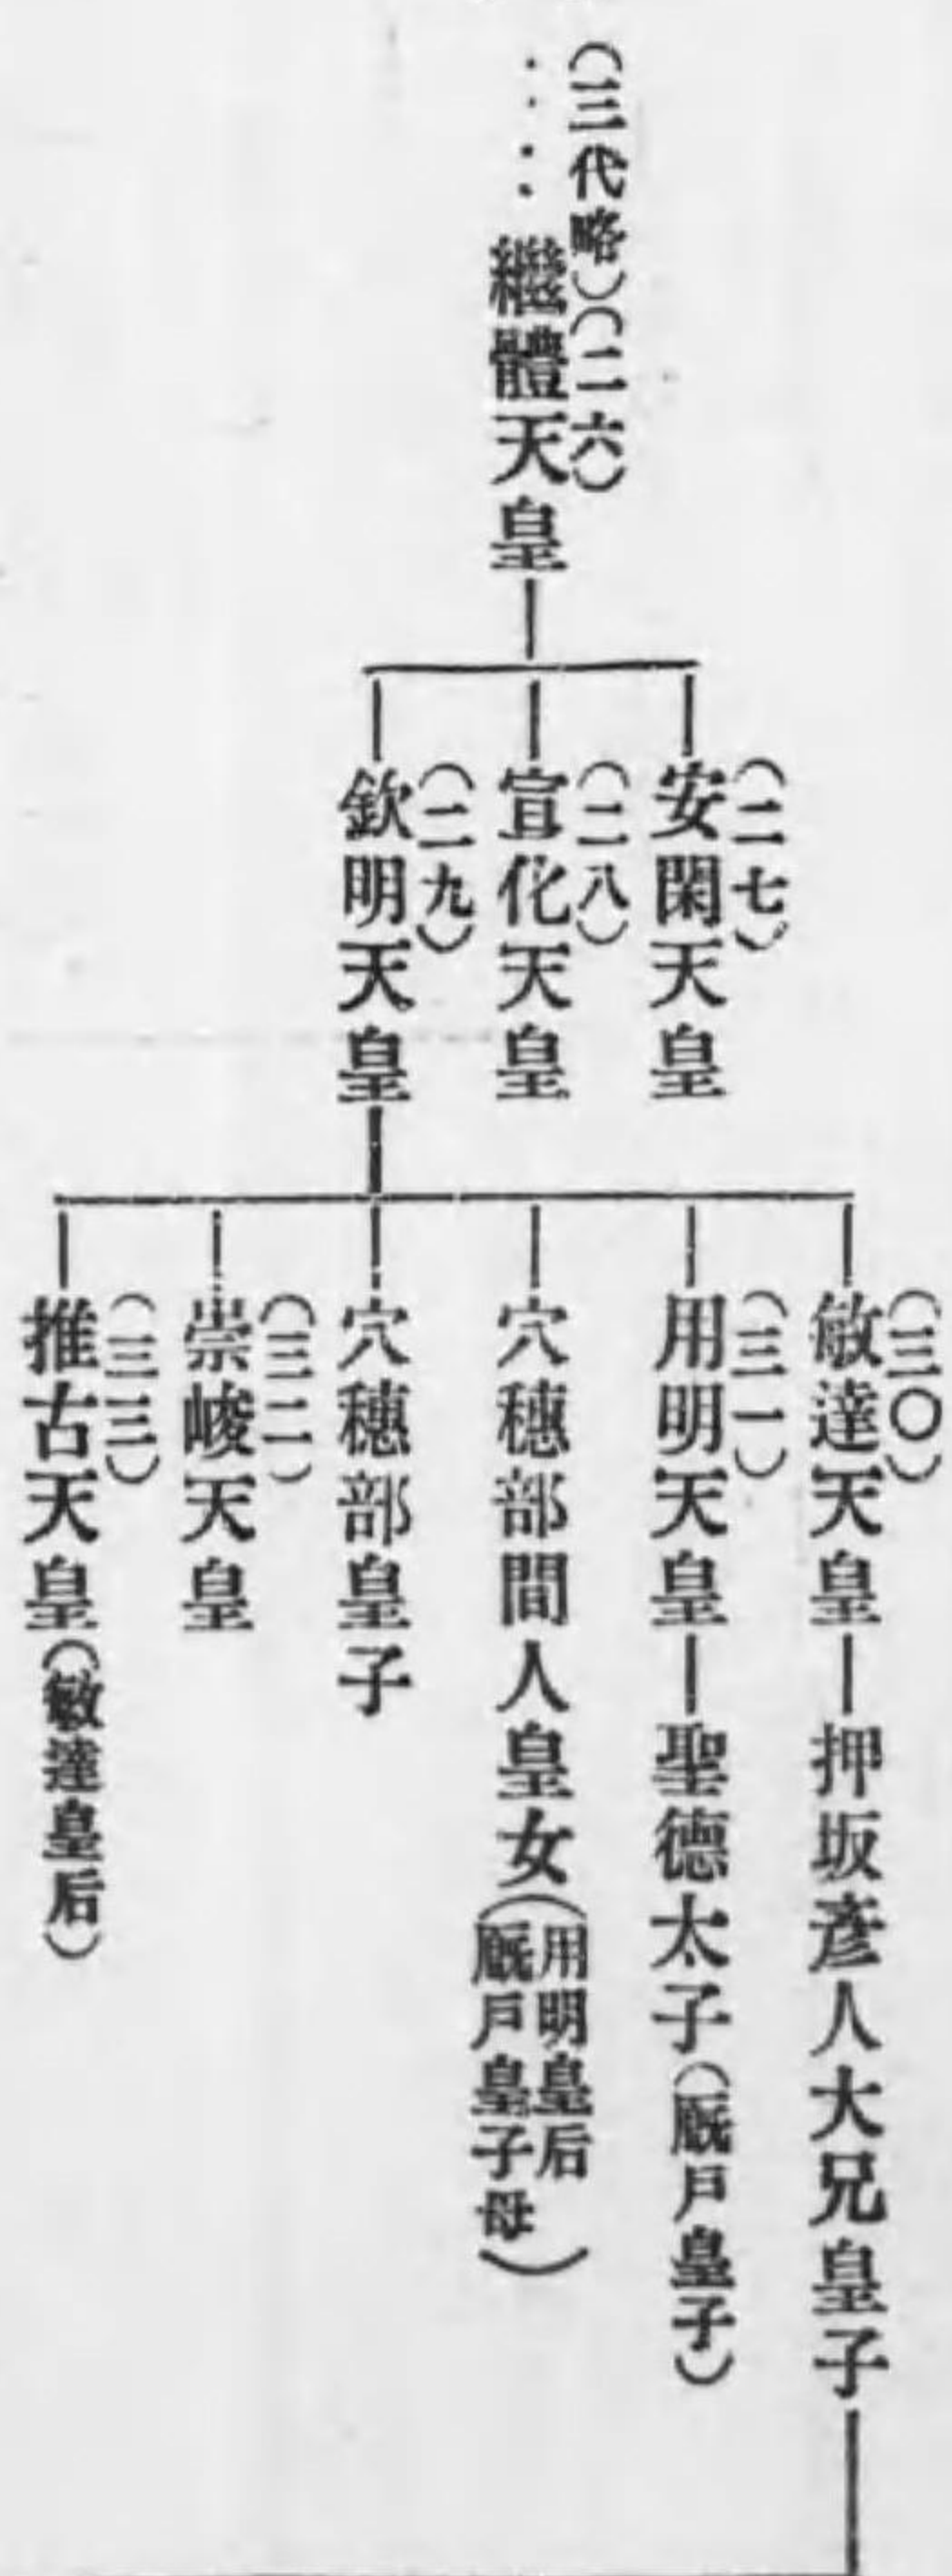 (三代略)(二六)
‥‥繼體天皇
(二七)
安閑天皇
(二八)
宣化天皇
(二九)
欽明天皇
(三〇)
敏達天皇―押坂彥人大兄皇子
(三一)
用明天皇―聖德太子(厩戶皇子)
穴穗部間人皇女(用明皇后
厩戶皇子母)
穴穗部皇子
(三二)
崇峻天皇
(三三)
推古天皇(敏達皇后)